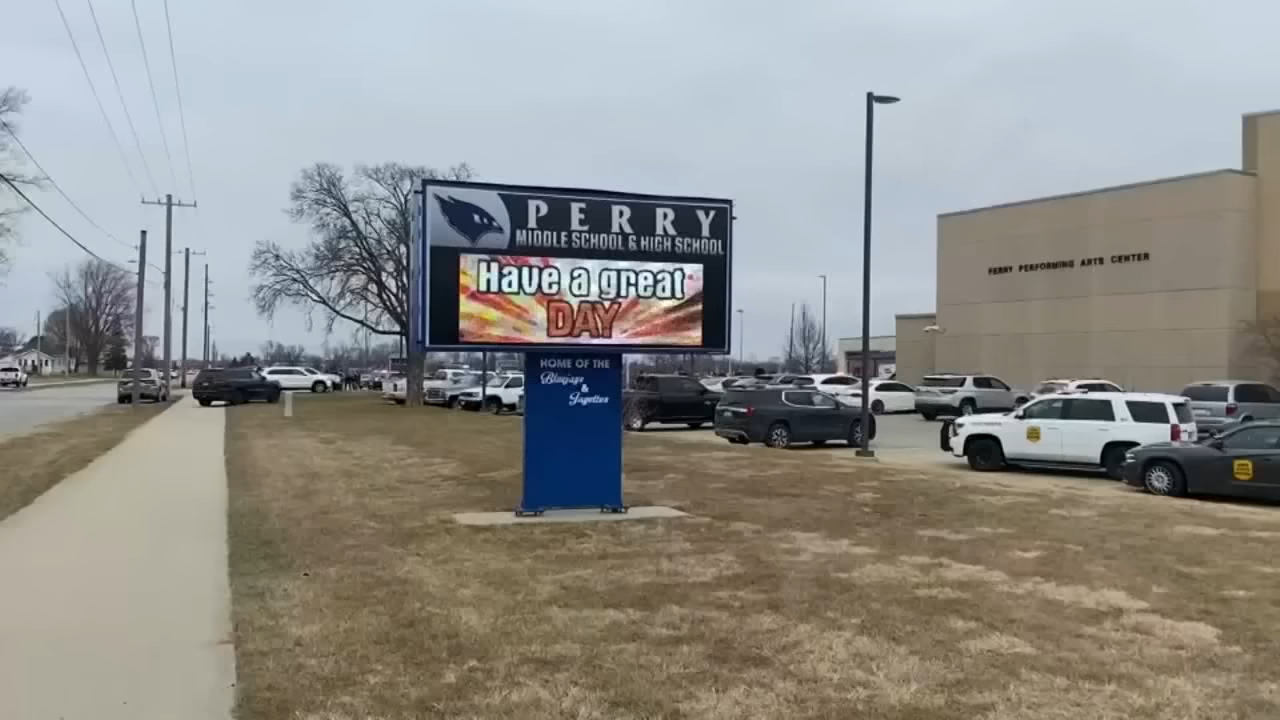 PERRY
MIDDLE SCHOOL & HIGH SCHOOL
Have a great
DAY
HOME OF THE
Bluejays
&
Jayettes
PERRY PERFORMING ARTS CENTER